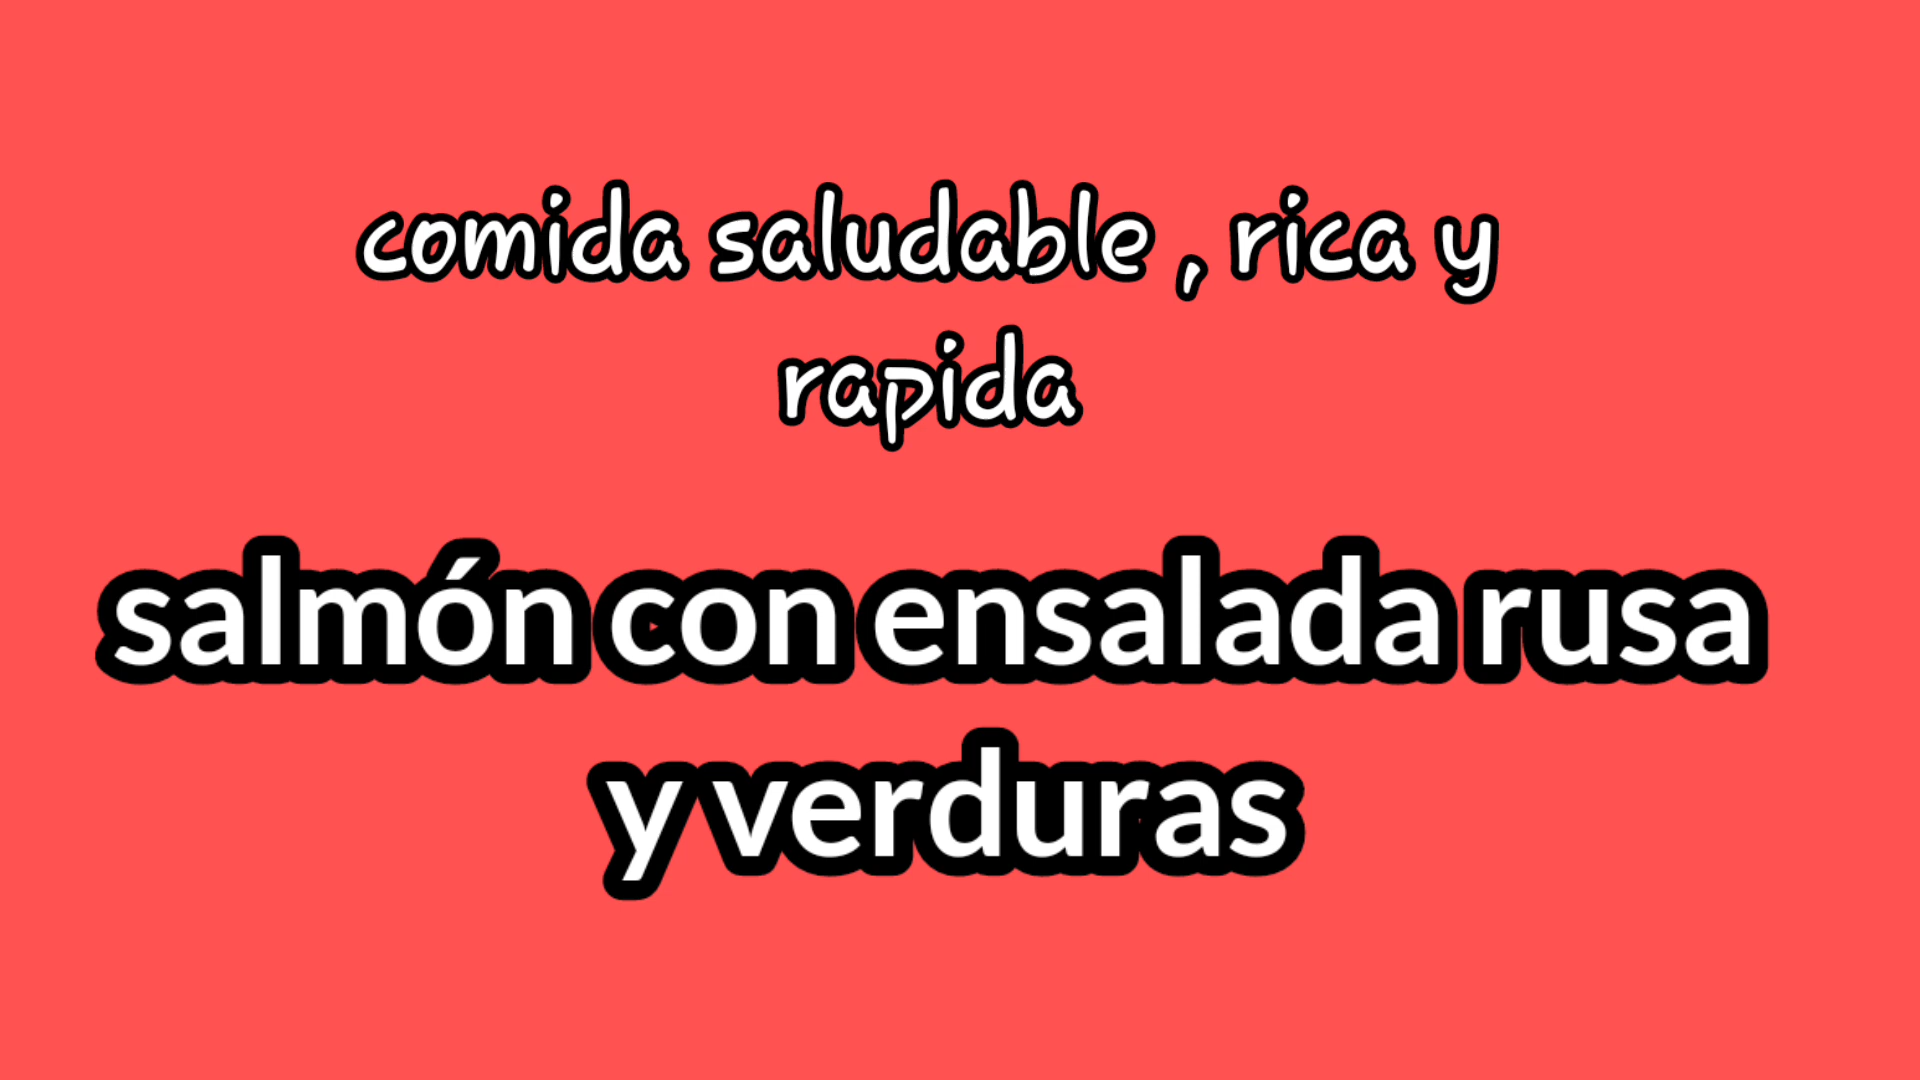 comida saludable , rica y
rapida
salmón con ensalada rusa
y verduras